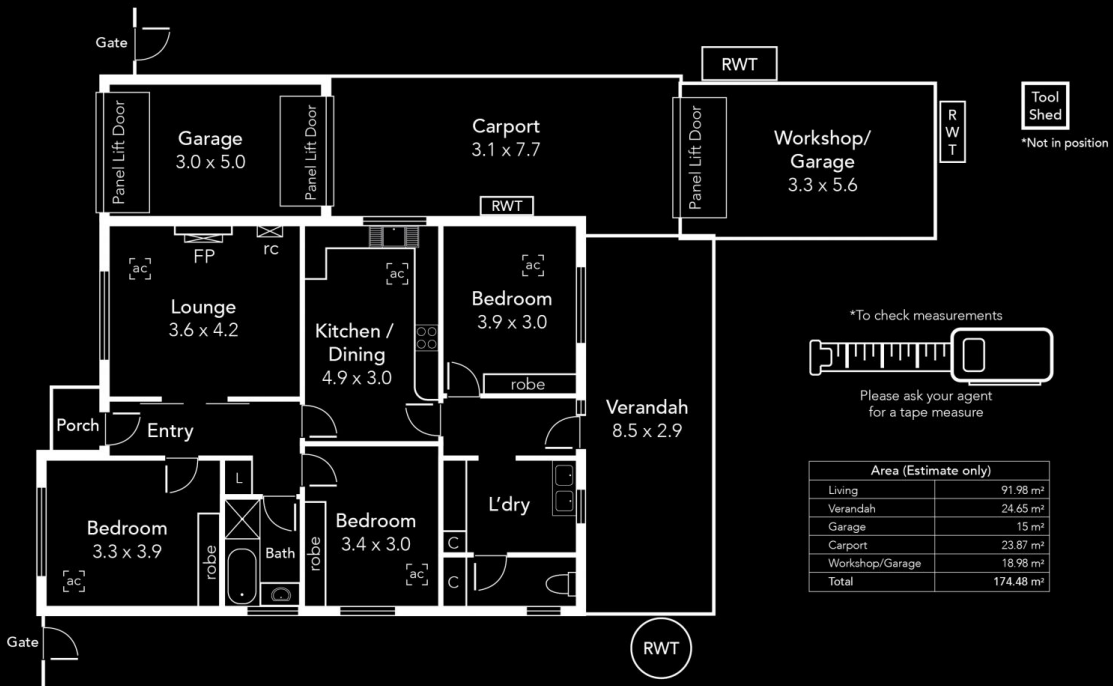 Gate
RWT
Panel Lift Door
Garage
3.0 x 5.0
Panel Lift Door
Carport
3.1 x 7.7
RWT
Panel Lift Door
Workshop/
Garage
3.3 x 5.6
R
W
T
Tool
Shed
*Not in position
FP
rc
ac
Lounge
3.6 x 4.2
ac
Kitchen /
Dining
4.9 x 3.0
ac
Bedroom
3.9 x 3.0
robe
Verandah
8.5 x 2.9
*To check measurements
Please ask your agent
for a tape measure
Porch
Entry
L
Bedroom
3.3 x 3.9
robe
ac
Bath
robe
Bedroom
3.4 x 3.0
ac
L'dry
C
C
Area (Estimate only)
Living 91.98 m²
Verandah 24.65 m²
Garage 15 m²
Carport 23.87 m²
Workshop/Garage 18.98 m²
Total 174.48 m²
Gate
RWT